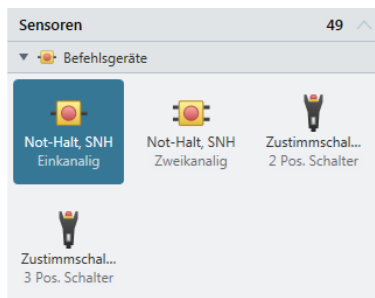 Sensoren 49
Befehlsgeräte
Not-Halt, SNH
Einkanalig
Not-Halt, SNH
Zweikanalig
Zustimmschal...
2 Pos. Schalter
Zustimmschal...
3 Pos. Schalter